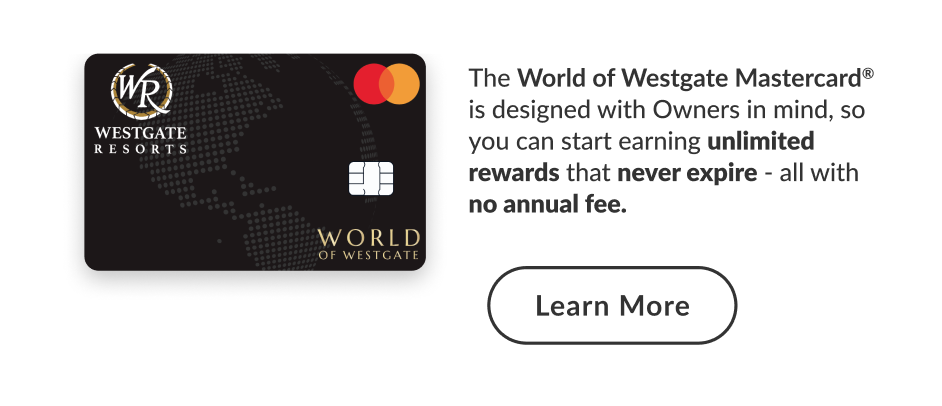 WR
WESTGATE
RESORTS
WORLD
OF WESTGATE
The World of Westgate Mastercard®
is designed with Owners in mind, so
you can start earning unlimited
rewards that never expire - all with
no annual fee.
Learn More